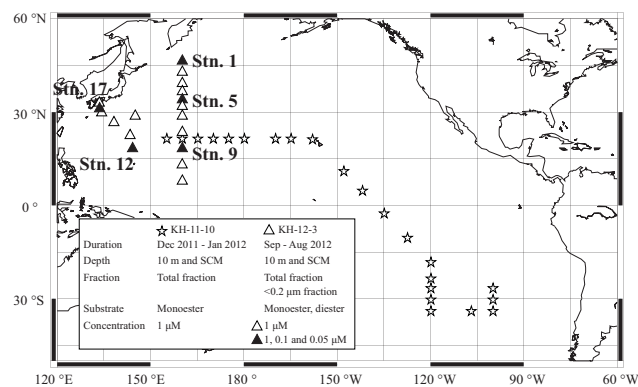 60 °N
Stn. 1
Stn. 17
Stn. 5
30 °N
Stn. 9
Stn. 12
0 °
KH-11-10 KH-12-3
Duration Dec 2011 - Jan 2012 Sep - Aug 2012
Depth 10 m and SCM 10 m and SCM
Fraction Total fraction Total fraction
<0.2 μm fraction
30 °S
Substrate Monoester Monoester, diester
Concentration 1 μM 1 μM
1, 0.1 and 0.05 μM
120 °E 150 °E 180 ° 150 °W 120 °W 90 °W 60 °W